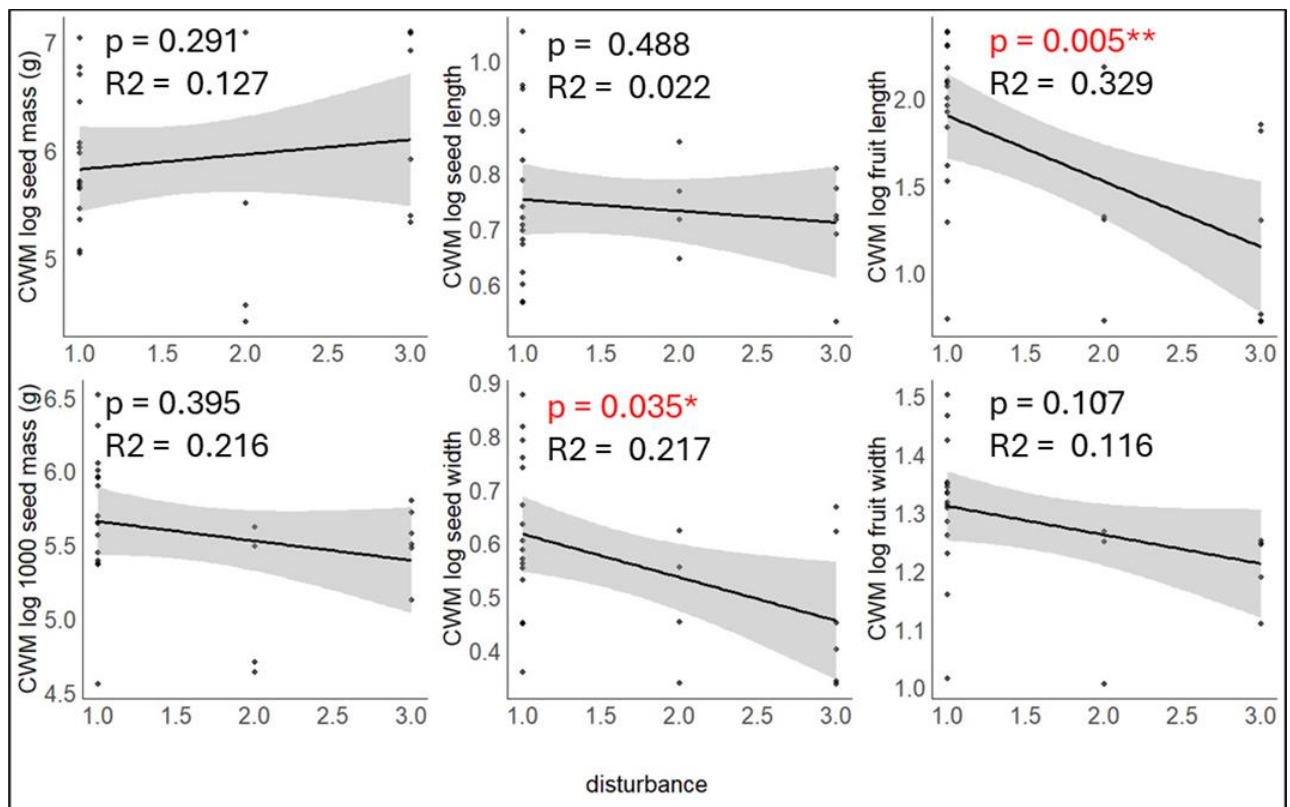 CWM log seed mass (g)
7
6
5
p = 0.291
R2 = 0.127
1.0 1.5 2.0 2.5 3.0
CWM log seed length
1.0
0.9
0.8
0.7
0.6
p = 0.488
R2 = 0.022
1.0 1.5 2.0 2.5 3.0
CWM log fruit length
2.0
1.5
1.0
p = 0.005**
R2 = 0.329
1.0 1.5 2.0 2.5 3.0
CWM log 1000 seed mass (g)
6.5
6.0
5.5
5.0
4.5
p = 0.395
R2 = 0.216
1.0 1.5 2.0 2.5 3.0
CWM log seed width
0.9
0.8
0.7
0.6
0.5
0.4
p = 0.035*
R2 = 0.217
1.0 1.5 2.0 2.5 3.0
CWM log fruit width
1.5
1.4
1.3
1.2
1.1
1.0
p = 0.107
R2 = 0.116
1.0 1.5 2.0 2.5 3.0
disturbance